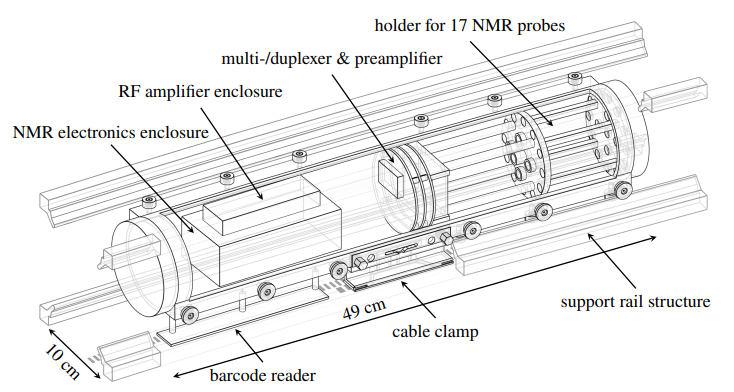 holder for 17 NMR probes
multi-/duplexer & preamplifier
RF amplifier enclosure
NMR electronics enclosure
support rail structure
49 cm
cable clamp
10 cm
barcode reader